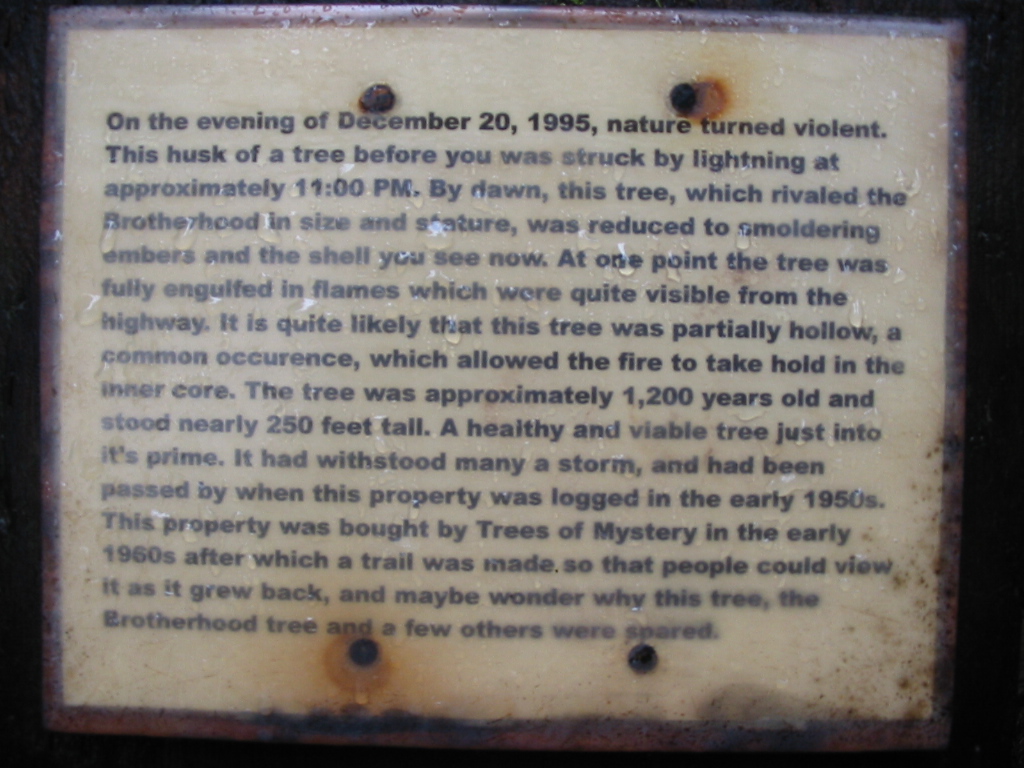 On the evening of December 20, 1995, nature turned violent.
This husk of a tree before you was struck by lightning at
approximately 11:00 PM. By dawn, this tree, which rivaled the
Brotherhood in size and stature, was reduced to smoldering
embers and the shell you see now. At one point the tree was
fully engulfed in flames which were quite visible from the
highway. It is quite likely that this tree was partially hollow, a
common occurence, which allowed the fire to take hold in the
inner core. The tree was approximately 1,200 years old and
stood nearly 250 feet tall. A healthy and viable tree just into
it's prime. It had withstood many a storm, and had been
passed by when this property was logged in the early 1950s.
This property was bought by Trees of Mystery in the early
1960s after which a trail was made so that people could view
it as it grew back, and maybe wonder why this tree, the
Brotherhood tree and a few others were spared.